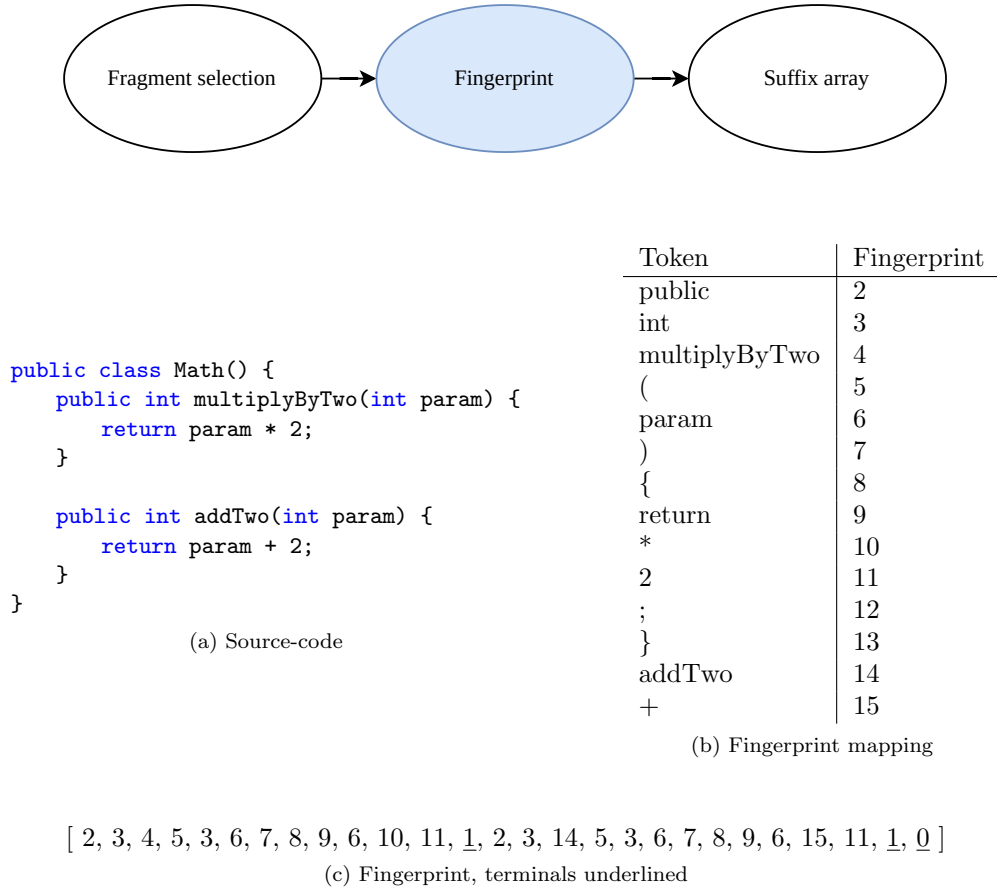 Fragment selection
Fingerprint
Suffix array
public class Math() {
public int multiplyByTwo(int param) {
return param * 2;
}
public int addTwo(int param) {
return param + 2;
}
}
(a) Source-code
Token Fingerprint
public 2
int 3
multiplyByTwo 4
( 5
param 6
) 7
{ 8
return 9
* 10
2 11
; 12
} 13
addTwo 14
+ 15
(b) Fingerprint mapping
[ 2, 3, 4, 5, 3, 6, 7, 8, 9, 6, 10, 11, 1, 2, 3, 14, 5, 3, 6, 7, 8, 9, 6, 15, 11, 1, 0 ]
(c) Fingerprint, terminals underlined